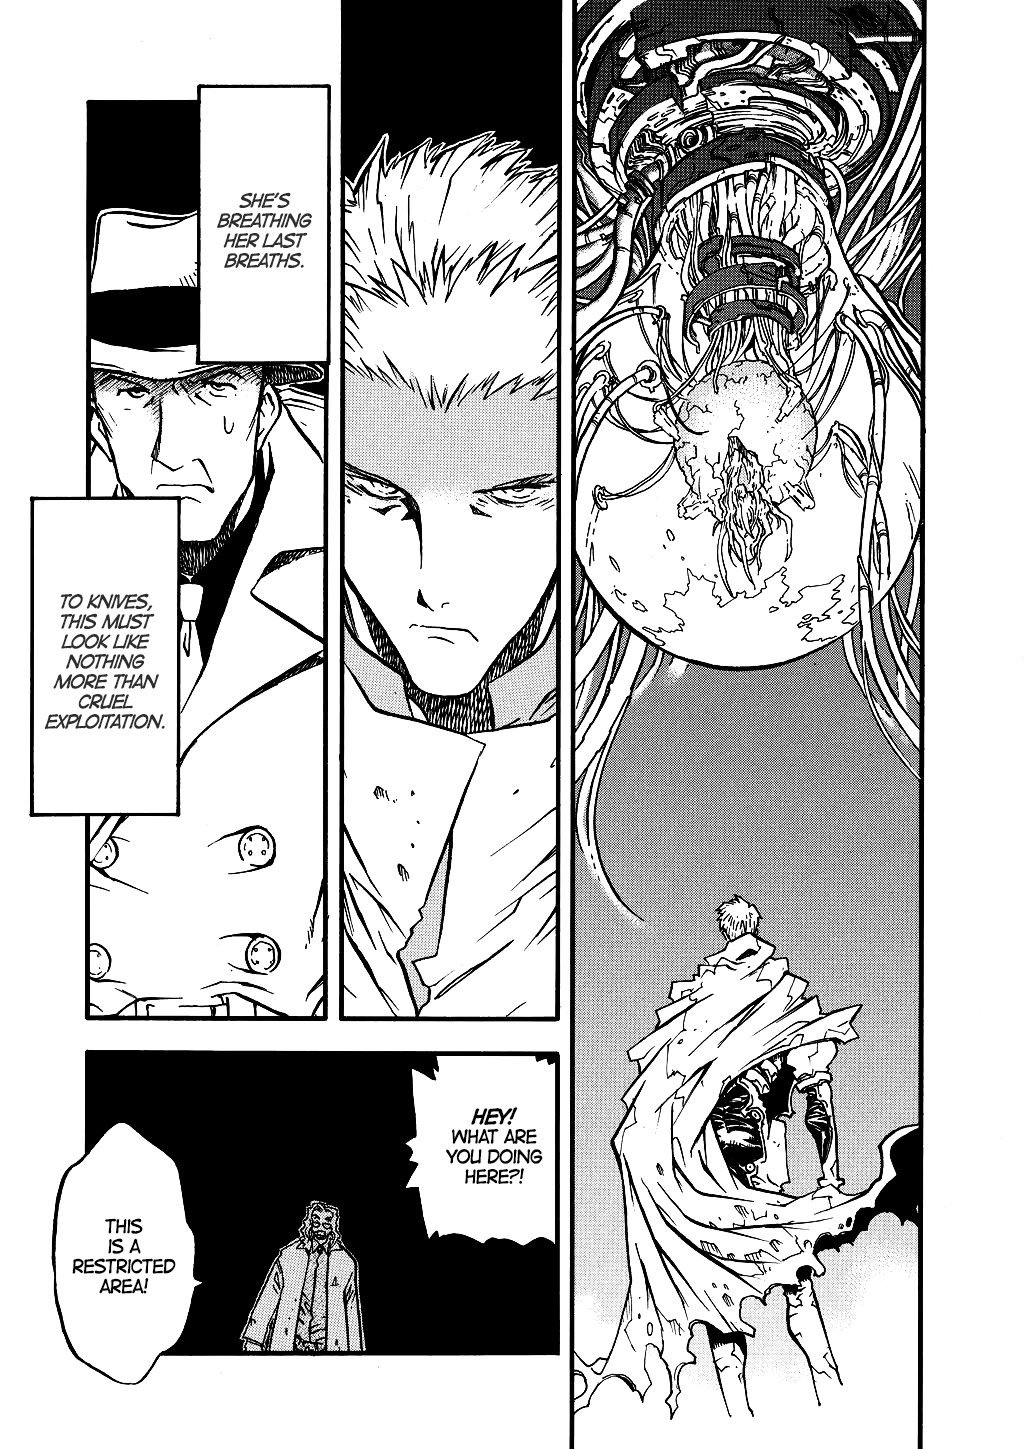 SHE'S
BREATHING
HER LAST
BREATHS.
TO KNIVES,
THIS MUST
LOOK LIKE
NOTHING
MORE THAN
CRUEL
EXPLOITATION.
HEY!
WHAT ARE
YOU DOING
HERE?!
THIS
IS A
RESTRICTED
AREA!